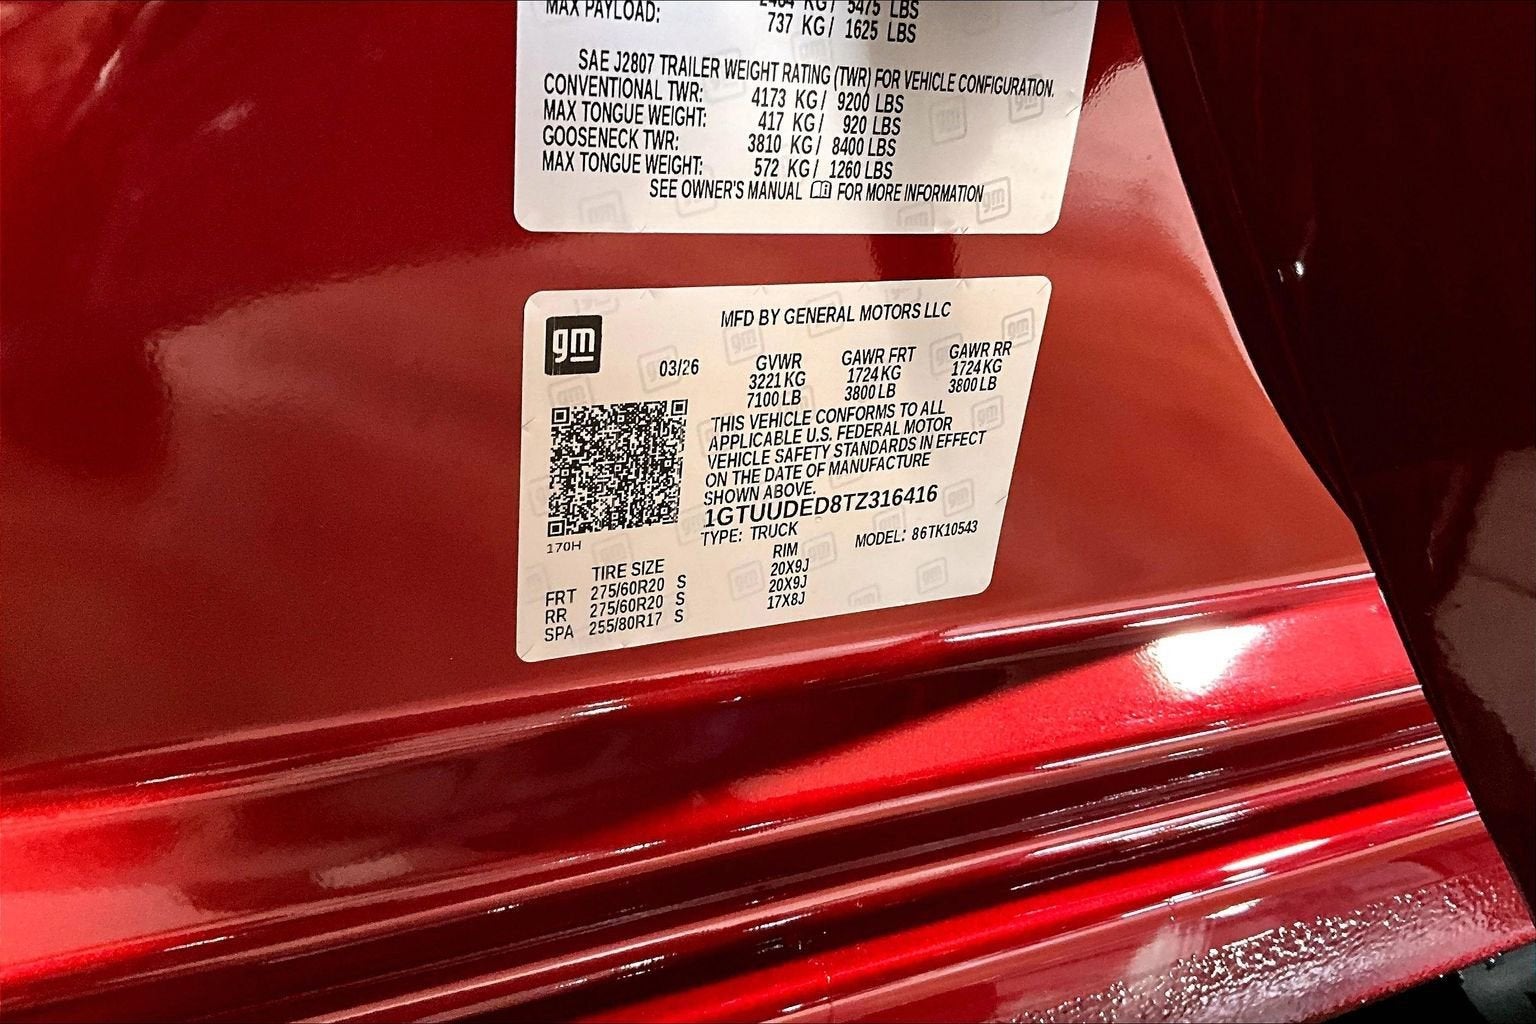 2484 KG/ 5475 LBS
MAX PAYLOAD: 737 KG/ 1625 LBS
SAE J2807 TRAILER WEIGHT RATING (TWR) FOR VEHICLE CONFIGURATION.
CONVENTIONAL TWR: 4173 KG/ 9200 LBS
MAX TONGUE WEIGHT: 417 KG/ 920 LBS
GOOSENECK TWR: 3810 KG/ 8400 LBS
MAX TONGUE WEIGHT: 572 KG/ 1260 LBS
SEE OWNER'S MANUAL FOR MORE INFORMATION
gm
MFD BY GENERAL MOTORS LLC
03/26 GVWR GAWR FRT GAWR RR
3221 KG 1724 KG 1724 KG
7100 LB 3800 LB 3800 LB
THIS VEHICLE CONFORMS TO ALL
APPLICABLE U.S. FEDERAL MOTOR
VEHICLE SAFETY STANDARDS IN EFFECT
ON THE DATE OF MANUFACTURE
SHOWN ABOVE.
1GTUUDED8TZ316416
TYPE: TRUCK MODEL: 86TK10543
170H
TIRE SIZE RIM
FRT 275/60R20 S 20X9J
RR 275/60R20 S 20X9J
SPA 255/80R17 S 17X8J